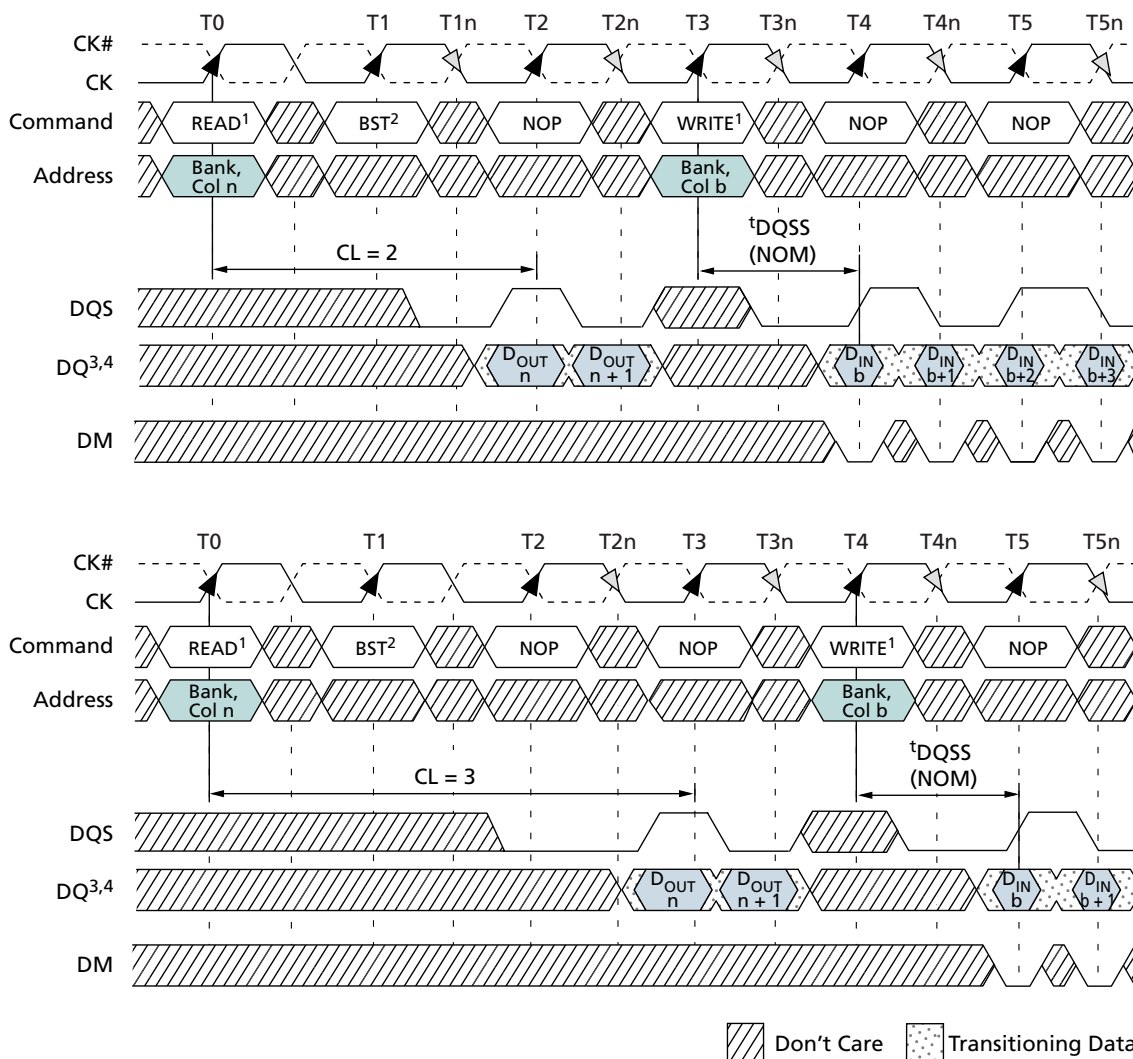 T0 T1 T1n T2 T2n T3 T3n T4 T4n T5 T5n
CK#
CK
Command READ1 BST2 NOP WRITE1 NOP NOP
Address Bank, Col n Bank, Col b
tDQSS
(NOM)
CL = 2
DQS
DQ3,4 DOUT n DOUT n + 1 DIN b DIN b+1 DIN b+2 DIN b+3
DM
T0 T1 T2 T2n T3 T3n T4 T4n T5 T5n
CK#
CK
Command READ1 BST2 NOP NOP WRITE1 NOP
Address Bank, Col n Bank, Col b
tDQSS
(NOM)
CL = 3
DQS
DQ3,4 DOUT n DOUT n + 1 DIN b DIN b + 1
DM
Don't Care Transitioning Data